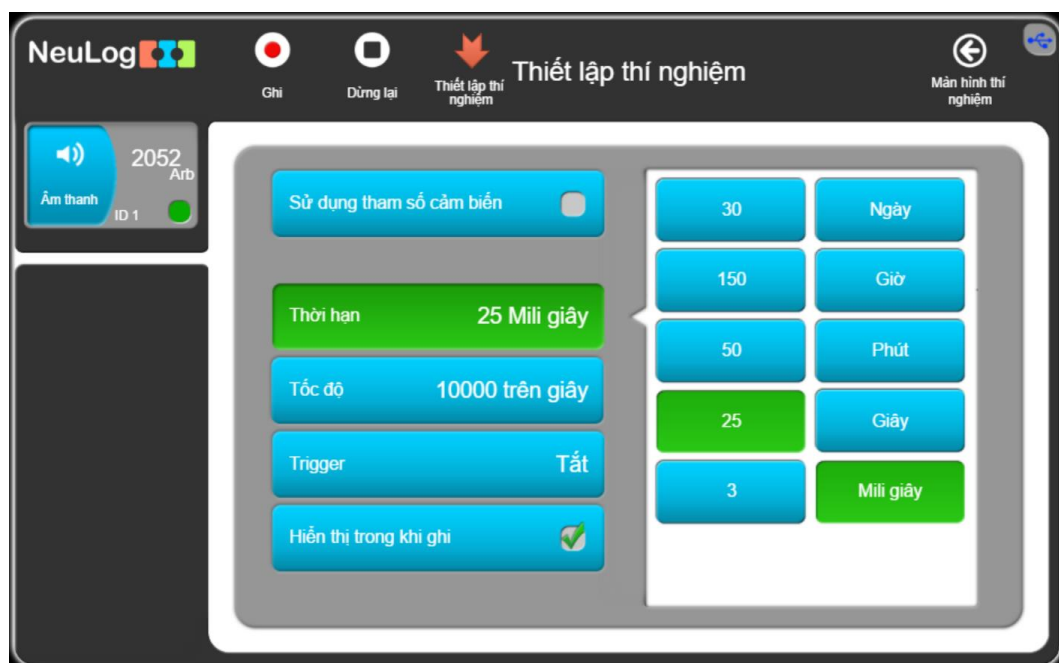 NeuLog
Ghi
Dừng lại
Thiết lập thí
nghiệm
Thiết lập thí nghiệm
Màn hình thí
nghiệm
2052
Arb
Âm thanh
ID 1
Sử dụng tham số cảm biến
Thời hạn 25 Mili giây
Tốc độ 10000 trên giây
Trigger Tắt
Hiển thị trong khi ghi
30 Ngày
150 Giờ
50 Phút
25 Giây
3 Mili giây